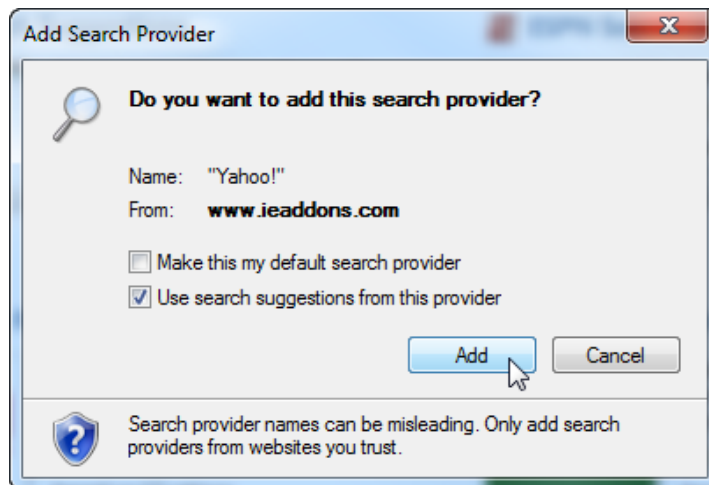 Add Search Provider
Do you want to add this search provider?
Name: "Yahoo!"
From: www.ieaddons.com
Make this my default search provider
Use search suggestions from this provider
Add Cancel
Search provider names can be misleading. Only add search
providers from websites you trust.